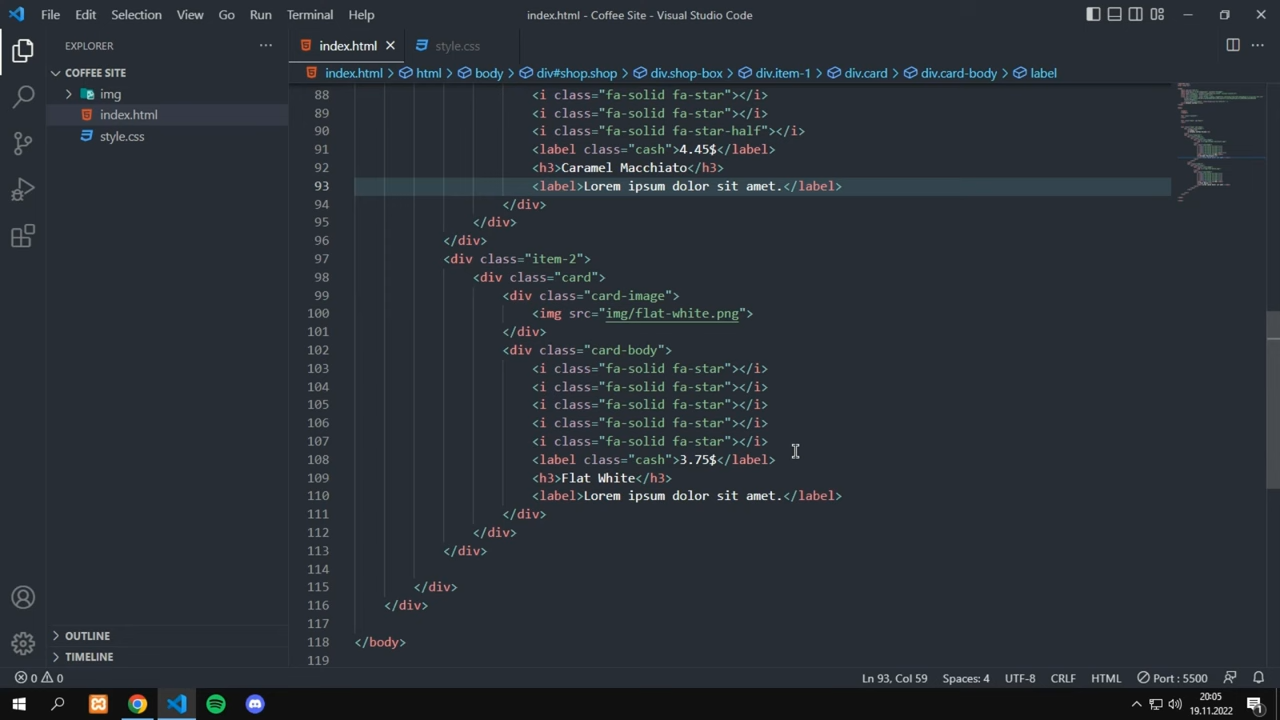 File Edit Selection View Go Run Terminal Help index.html - Coffee Site - Visual Studio Code
EXPLORER
index.html style.css
COFFEE SITE
index.html > html > body > div#shop.shop > div.shop-box > div.item-1 > div.card > div.card-body > label
img
index.html
style.css
88 <i class="fa-solid fa-star"></i>
89 <i class="fa-solid fa-star"></i>
90 <i class="fa-solid fa-star-half"></i>
91 <label class="cash">4.45$</label>
92 <h3>Caramel Macchiato</h3>
93 <label>Lorem ipsum dolor sit amet.</label>
94 </div>
95 </div>
96 </div>
97 <div class="item-2">
98 <div class="card">
99 <div class="card-image">
100 <img src="img/flat-white.png">
101 </div>
102 <div class="card-body">
103 <i class="fa-solid fa-star"></i>
104 <i class="fa-solid fa-star"></i>
105 <i class="fa-solid fa-star"></i>
106 <i class="fa-solid fa-star"></i>
107 <i class="fa-solid fa-star"></i>
108 <label class="cash">3.75$</label>
109 <h3>Flat White</h3>
110 <label>Lorem ipsum dolor sit amet.</label>
111 </div>
112 </div>
113 </div>
114
115 </div>
116 </div>
117
118 </body>
119
OUTLINE
TIMELINE
0 0 Ln 93, Col 59 Spaces: 4 UTF-8 CRLF HTML Port : 5500
20:05
19.11.2022
1